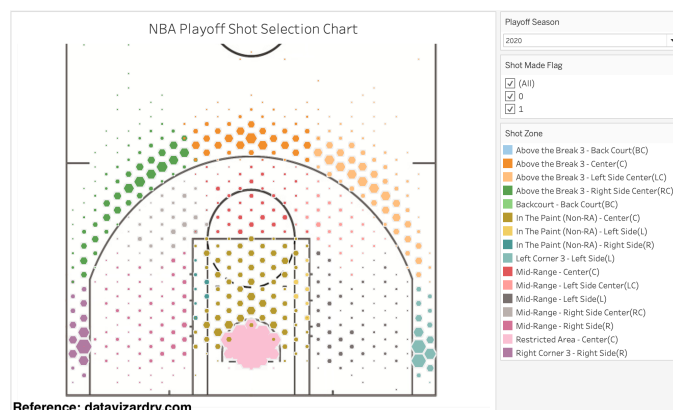 NBA Playoff Shot Selection Chart
Playoff Season
2020
Shot Made Flag
(All)
0
1
Shot Zone
Above the Break 3 - Back Court(BC)
Above the Break 3 - Center(C)
Above the Break 3 - Left Side Center(LC)
Above the Break 3 - Right Side Center(RC)
Backcourt - Back Court(BC)
In The Paint (Non-RA) - Center(C)
In The Paint (Non-RA) - Left Side(L)
In The Paint (Non-RA) - Right Side(R)
Left Corner 3 - Left Side(L)
Mid-Range - Center(C)
Mid-Range - Left Side Center(LC)
Mid-Range - Left Side(L)
Mid-Range - Right Side Center(RC)
Mid-Range - Right Side(R)
Restricted Area - Center(C)
Right Corner 3 - Right Side(R)
Reference: datavizardry.com